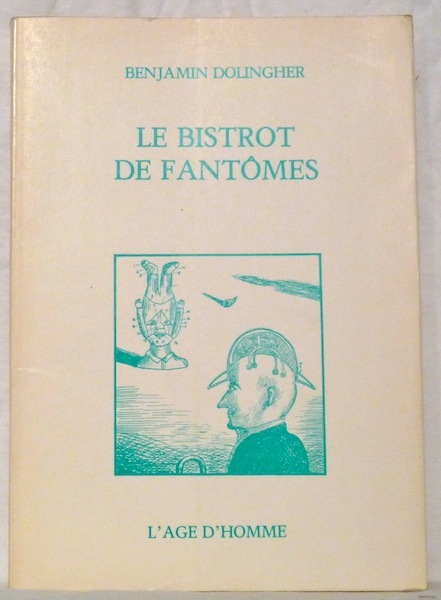 BENJAMIN DOLINGHER
LE BISTROT
DE FANTÔMES
L'AGE D'HOMME